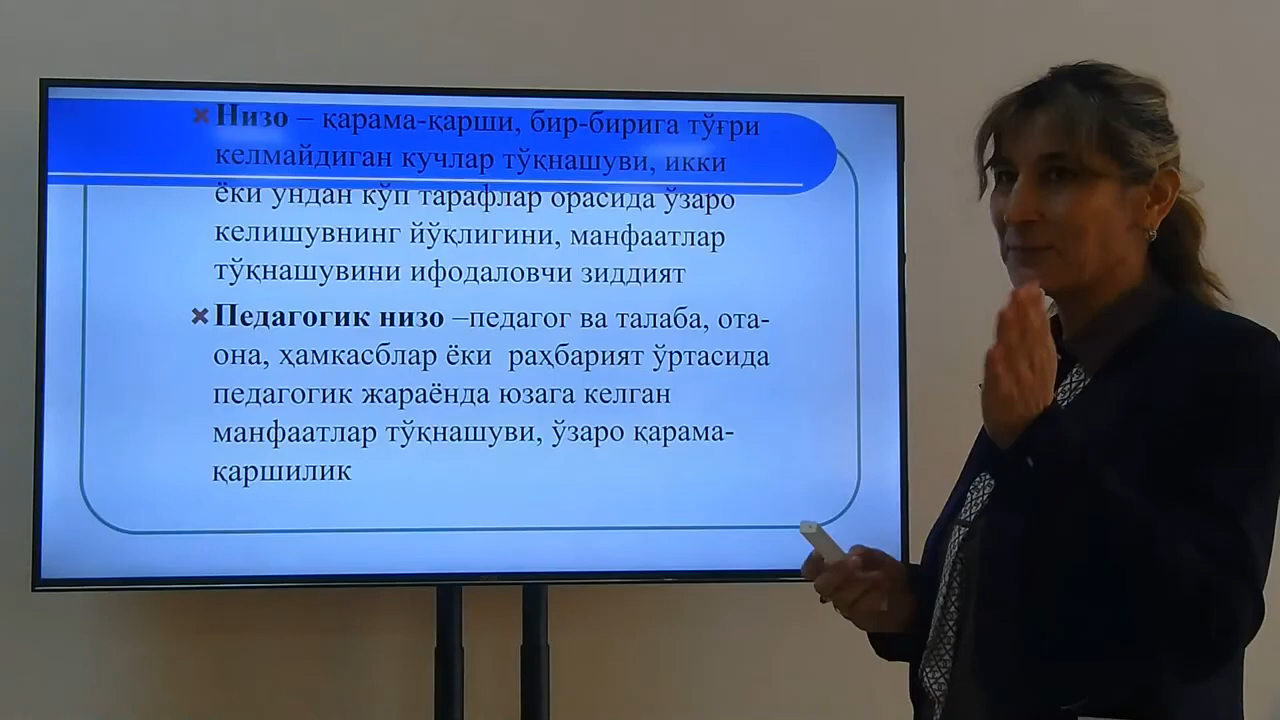 Низо – қарама-қарши, бир-бирига тўғри
келмайдиган кучлар тўқнашуви, икки
ёки ундан кўп тарафлар орасида ўзаро
келишувнинг йўқлигини, манфаатлар
тўқнашувини ифодаловчи зиддият
Педагогик низо –педагог ва талаба, ота-
она, ҳамкасблар ёки раҳбарият ўртасида
педагогик жараёнда юзага келган
манфаатлар тўқнашуви, ўзаро қарама-
қаршилик